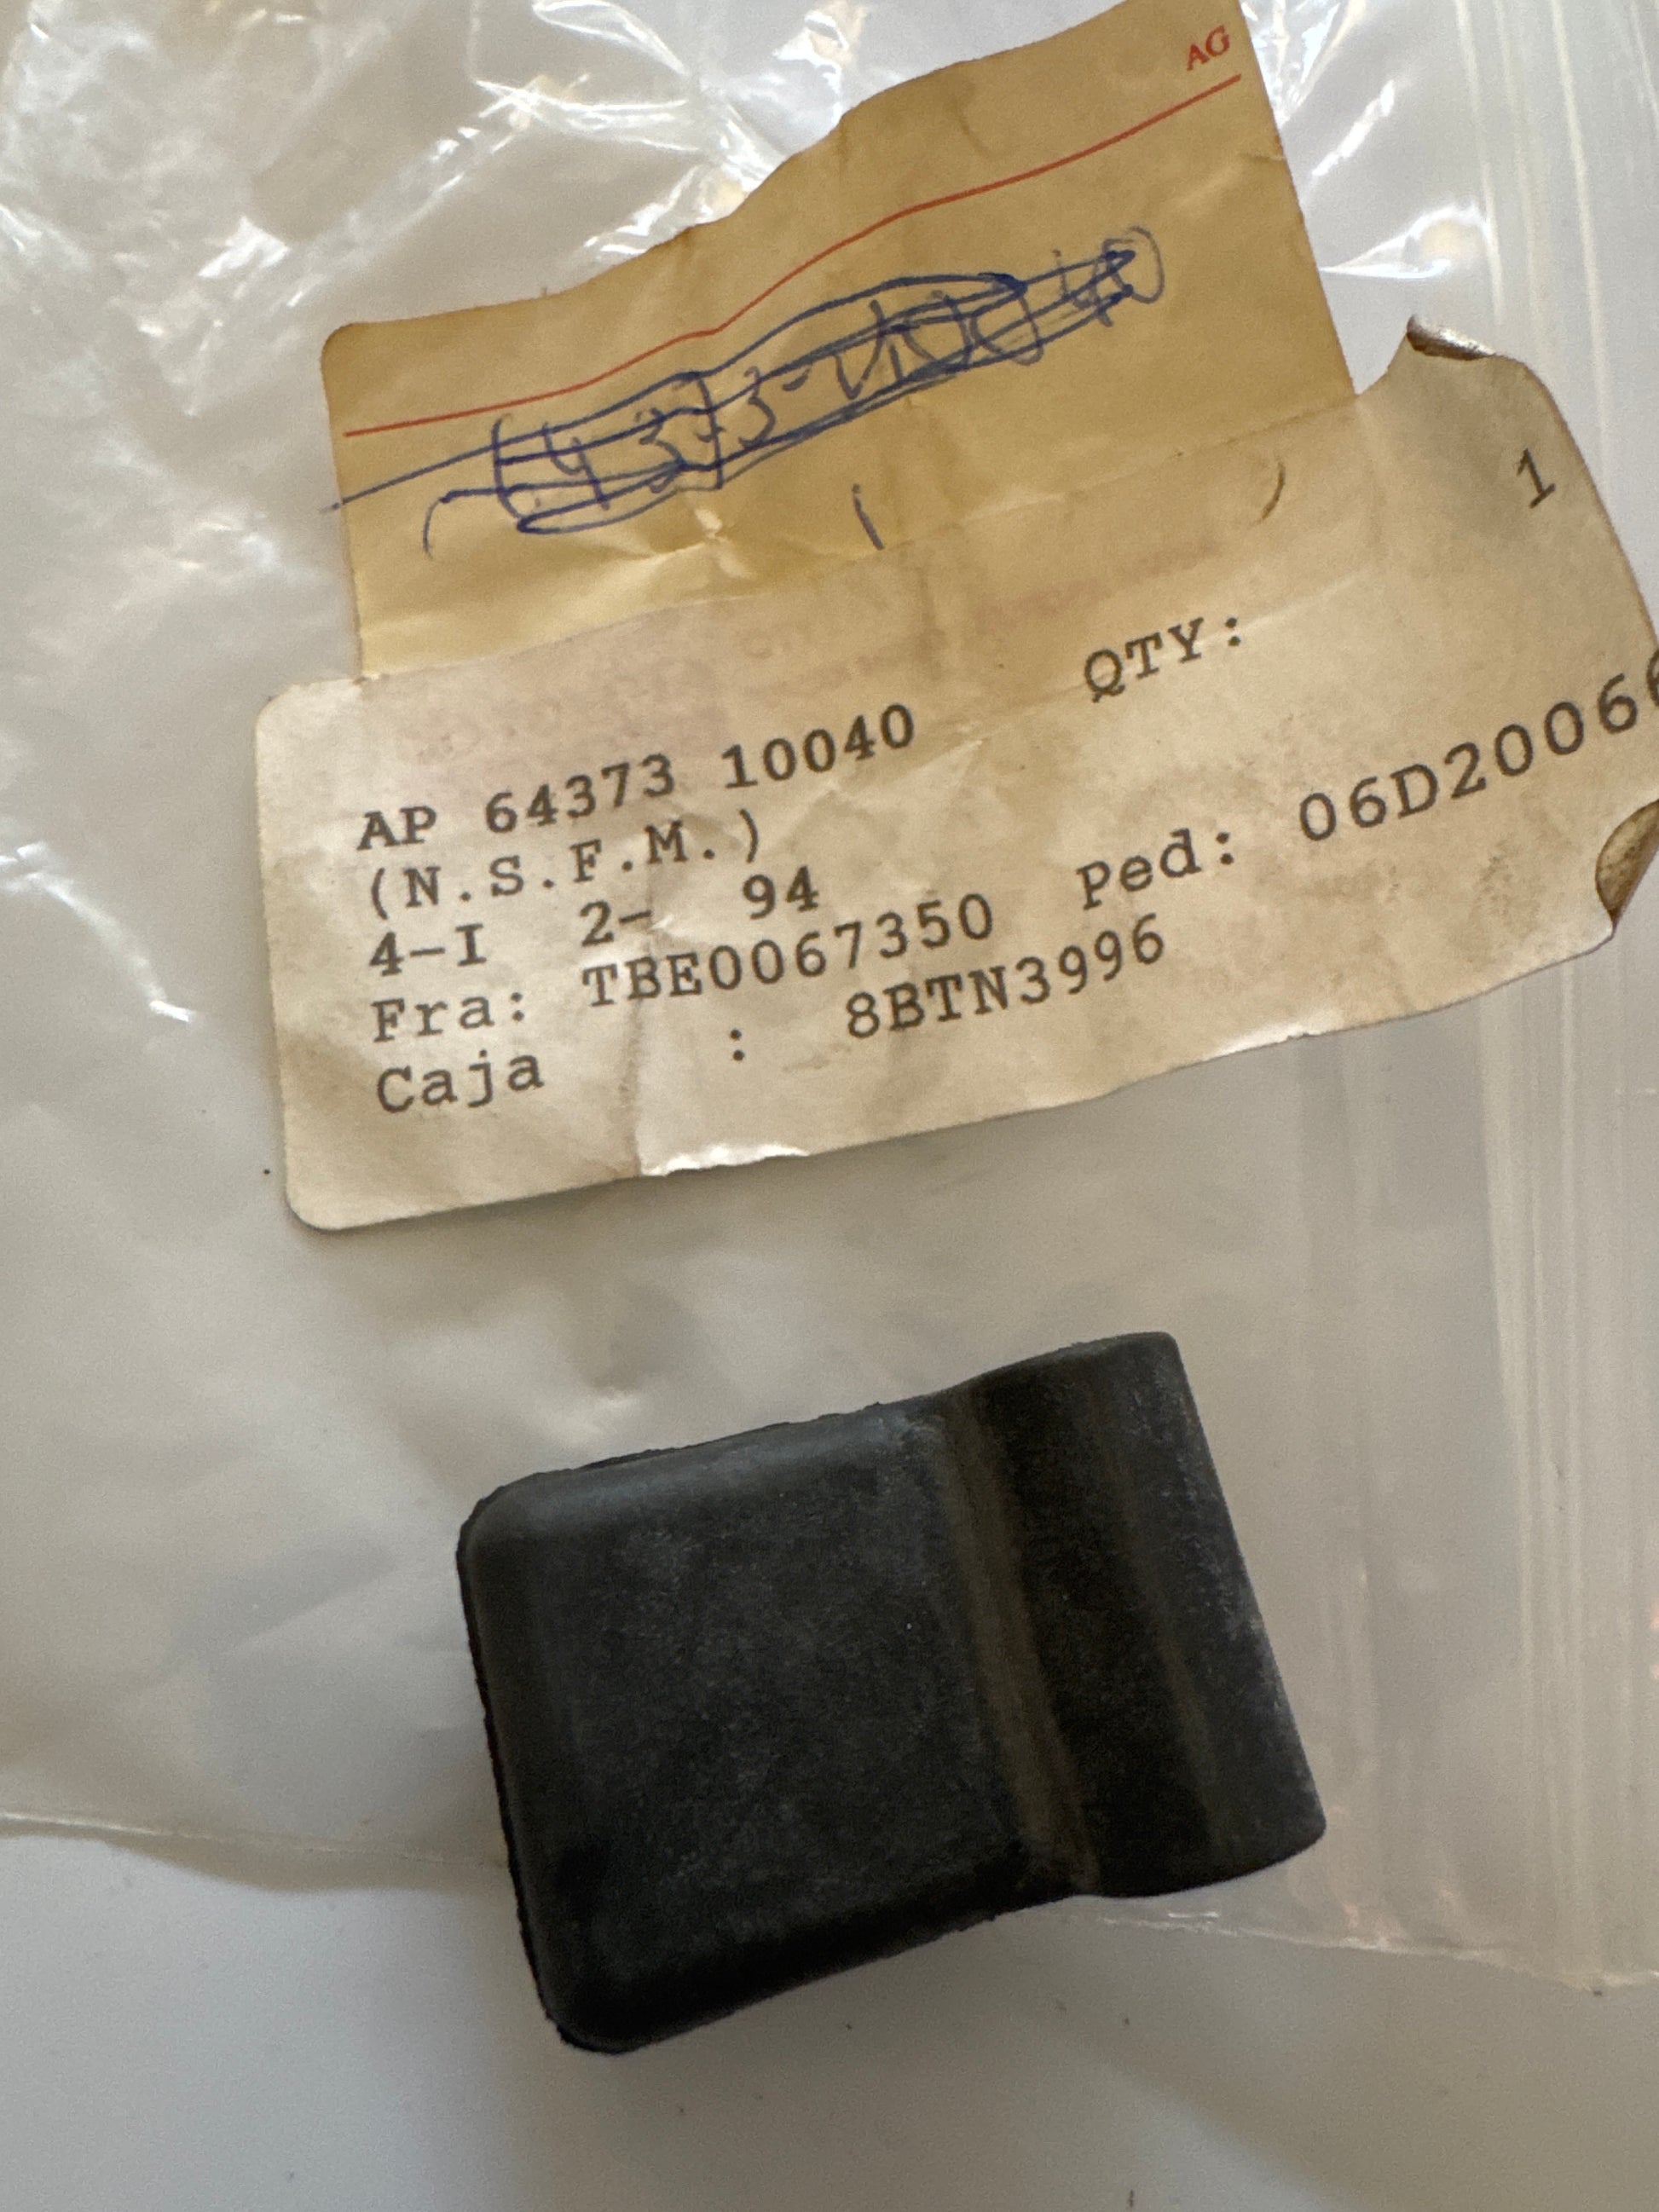 AG
1
QTY:
AP 64373 10040
(N.S.F.M.)
4-I 2- 94
Fra: TBE0067350 Ped: 06D2006
Caja : 8BTN3996